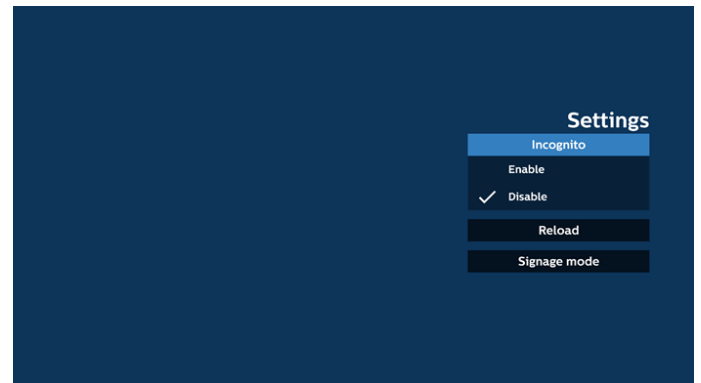 Settings
Incognito
Enable
Disable
Reload
Signage mode